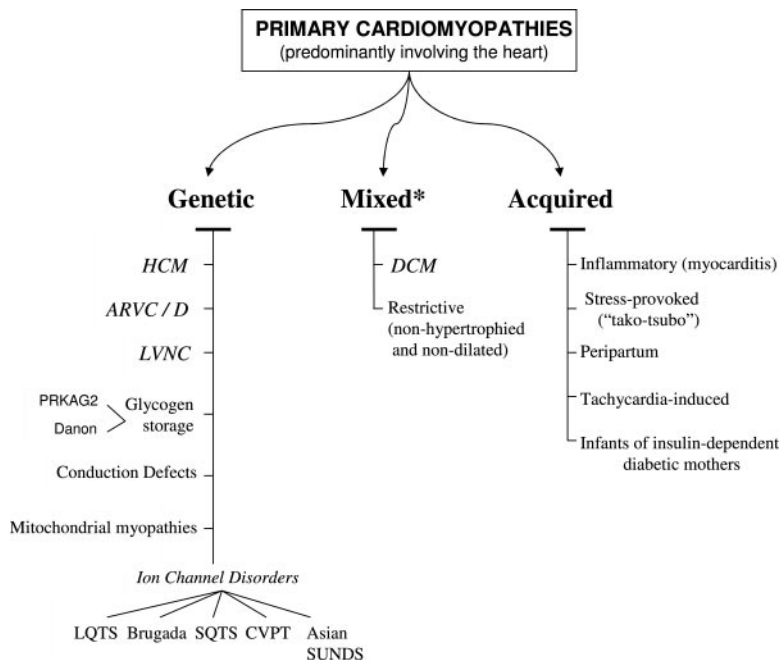 PRIMARY CARDIOMYOPATHIES
(predominantly involving the heart)
Genetic
HCM
ARVC / D
LVNC
PRKAG2
Danon
Glycogen
storage
Conduction Defects
Mitochondrial myopathies
Ion Channel Disorders
LQTS
Brugada
SQTS
CVPT
Asian
SUNDS
Mixed*
DCM
Restrictive
(non-hypertrophied
and non-dilated)
Acquired
Inflammatory (myocarditis)
Stress-provoked
(“tako-tsubo”)
Peripartum
Tachycardia-induced
Infants of insulin-dependent
diabetic mothers